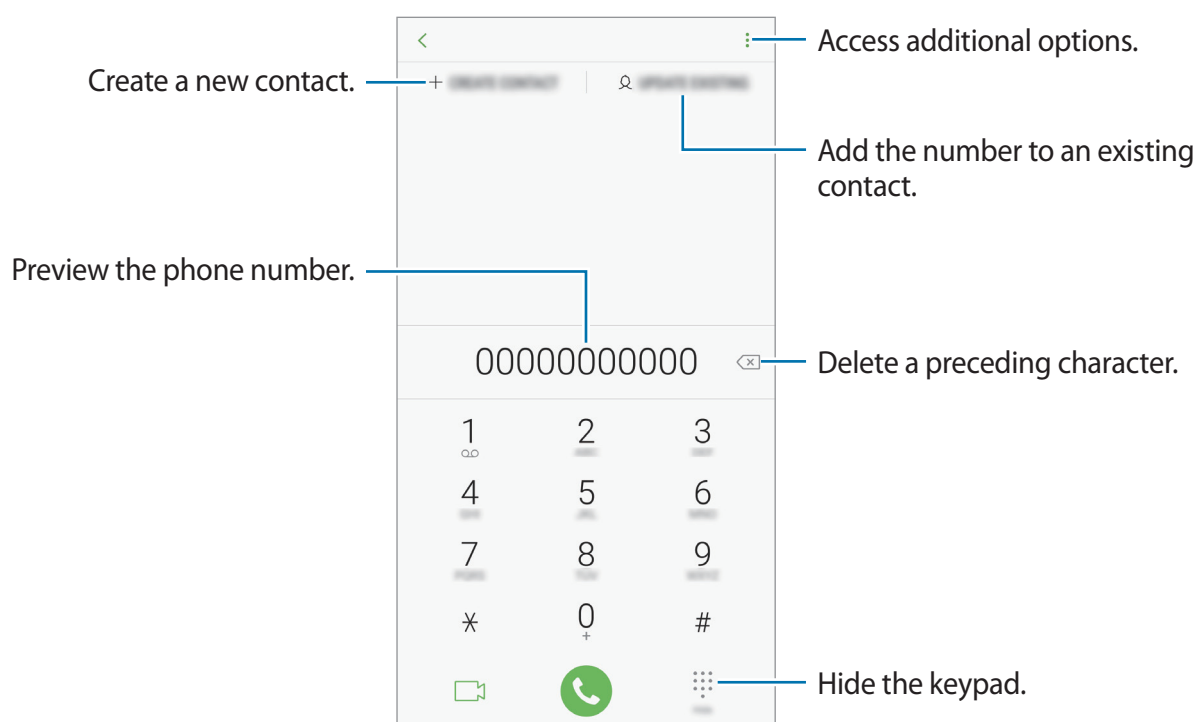 Access additional options.
Create a new contact.
Add the number to an existing
contact.
Preview the phone number.
00000000000
Delete a preceding character.
1 2 3
4 5 6
7 8 9
* 0 #
+
Hide the keypad.